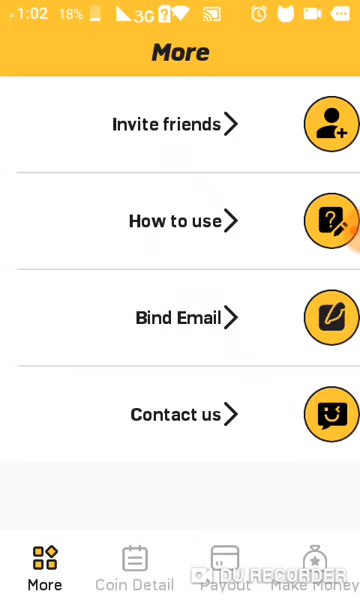 م 1:02 18% 3G
More
Invite friends
How to use
Bind Email
Contact us
More Coin Detail Payout Make Money
DU RECORDER